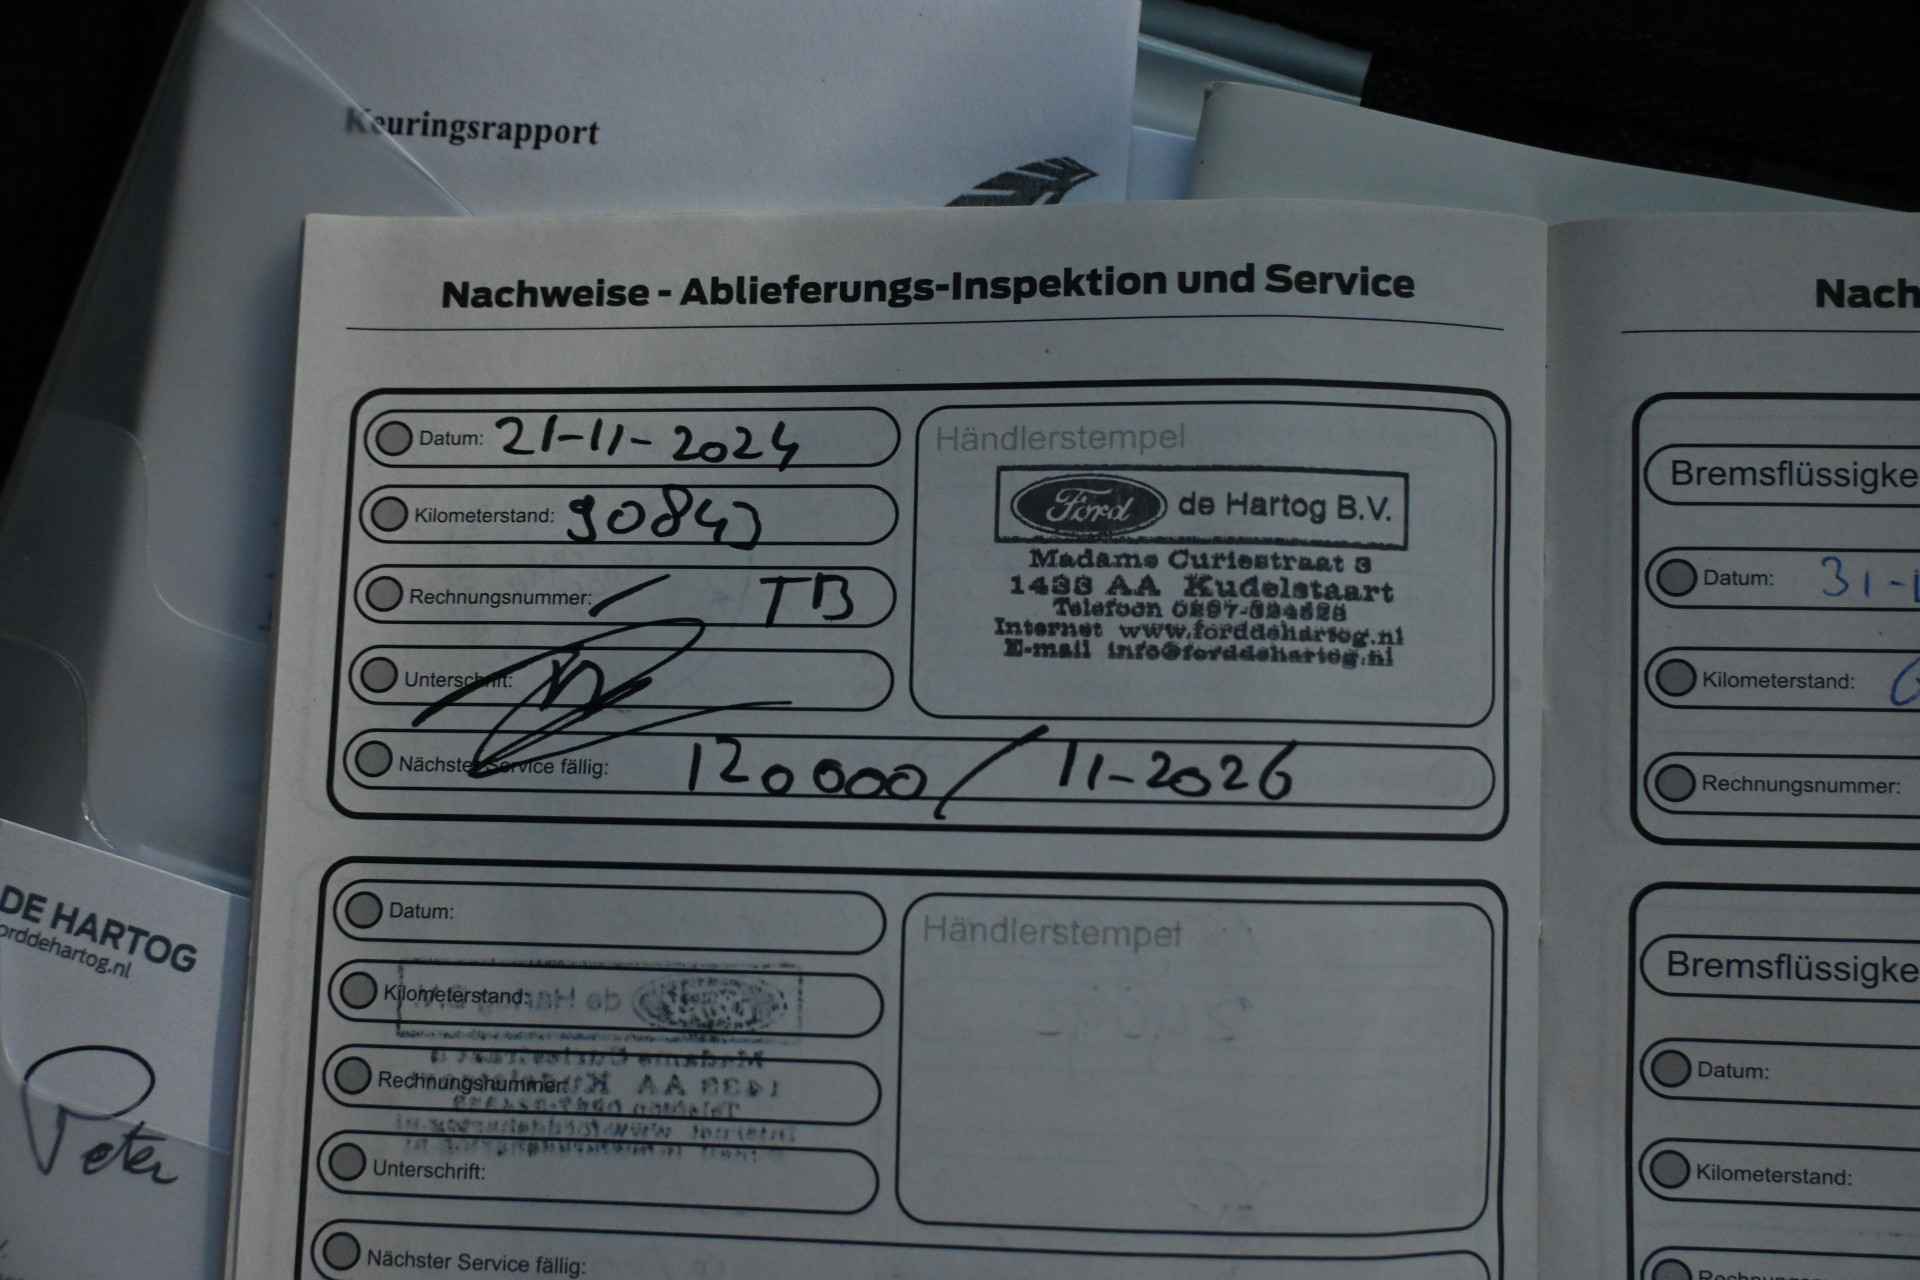 Keuringsrapport
Nachweise - Ablieferungs-Inspektion und Service
Datum: 21-11-2024
Kilometerstand: 90843
Rechnungsnummer: / TB
Unterschrift:
Nächster Service fällig: 120000 / 11-2026
Händlerstempel
Ford de Hartog B.V.
Madame Curiestraat 3
1433 AA Kudelstaart
Telefoon
Internet www.forddehartog.nl
E-mail info@forddehartog.nl
Datum:
Kilometerstand:
Rechnungsnummer:
Unterschrift:
Nächster Service fällig:
Händlerstempel
Nach
Bremsflüssigke
Datum: 31-
Kilometerstand:
Rechnungsnummer:
Bremsflüssigke
Datum:
Kilometerstand:
DE HARTOG
orddehartog.nl
Peter